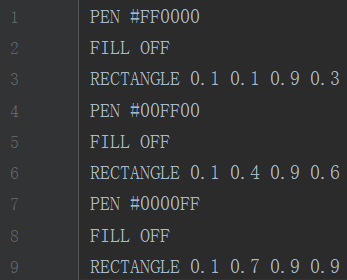 1 PEN #FF0000
2 FILL OFF
3 RECTANGLE 0.1 0.1 0.9 0.3
4 PEN #00FF00
5 FILL OFF
6 RECTANGLE 0.1 0.4 0.9 0.6
7 PEN #0000FF
8 FILL OFF
9 RECTANGLE 0.1 0.7 0.9 0.9